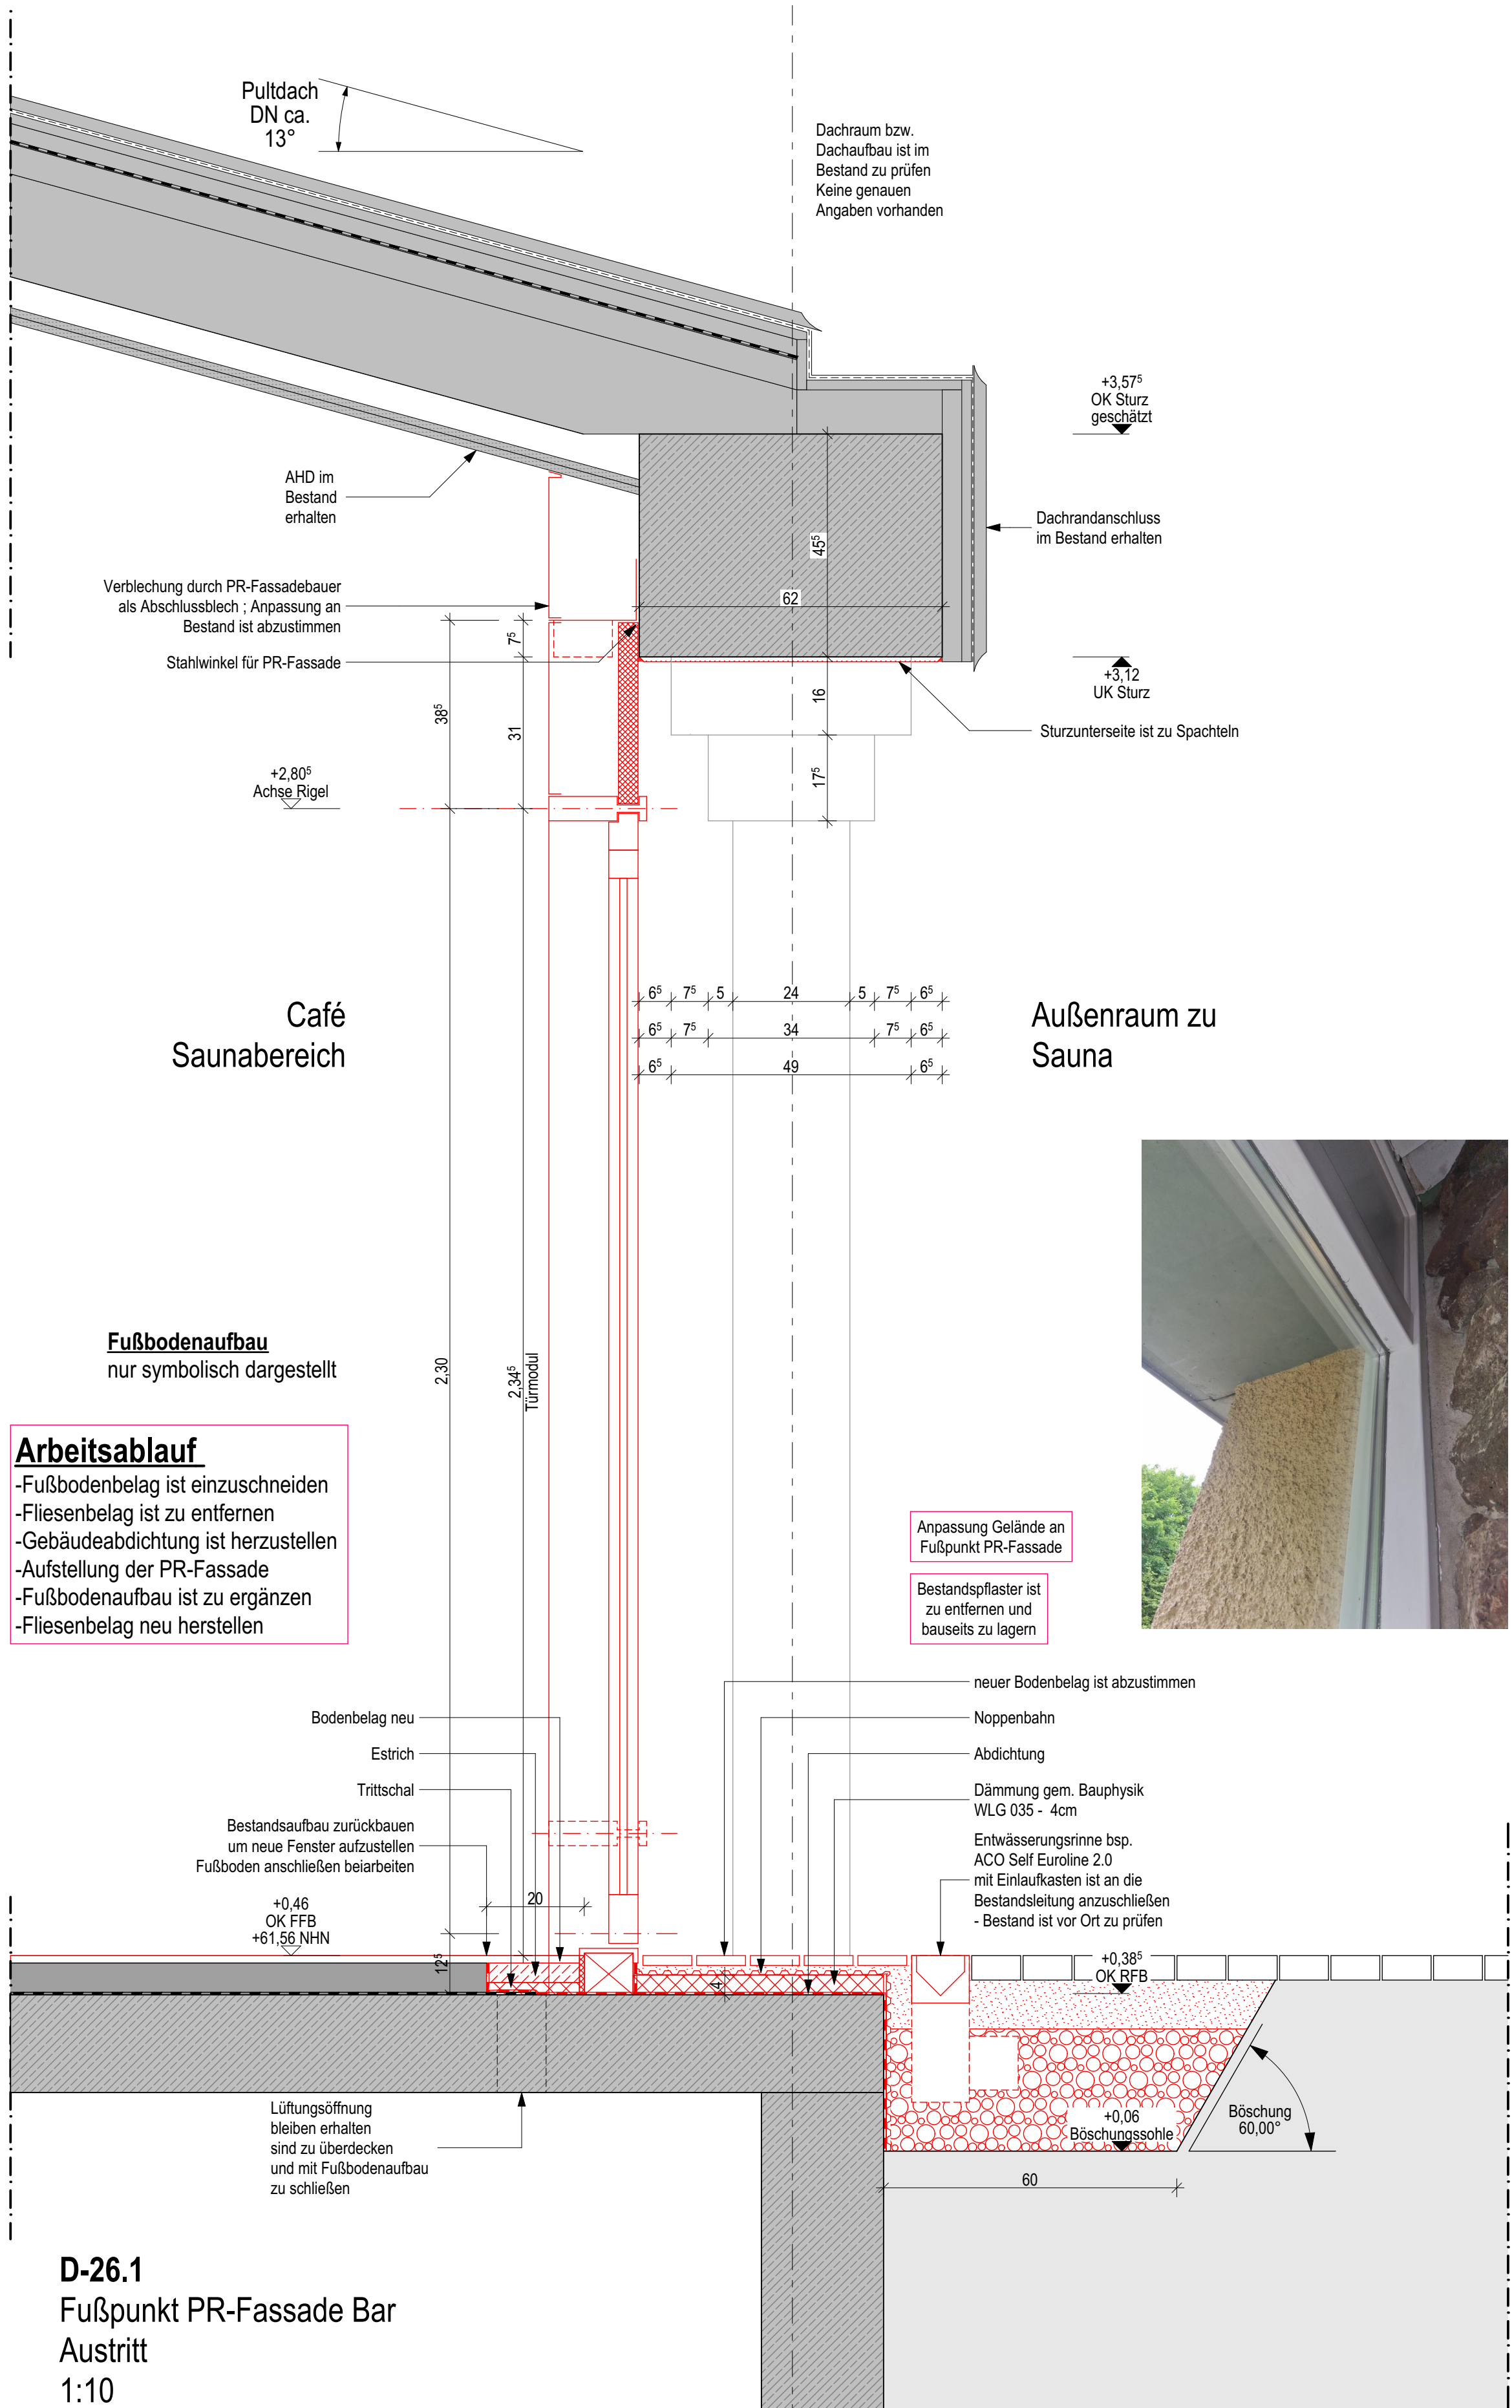 Pultdach
DN ca.
13°
Dachraum bzw.
Dachaufbau ist im
Bestand zu prüfen
Keine genauen
Angaben vorhanden
+3,57⁵
OK Sturz
geschätzt
AHD im
Bestand
erhalten
Dachrandanschluss
im Bestand erhalten
45⁵
62
Verblechung durch PR-Fassadebauer
als Abschlussblech ; Anpassung an
Bestand ist abzustimmen
Stahlwinkel für PR-Fassade
7⁵
+3,12
UK Sturz
38⁵
31
16
Sturzunterseite ist zu Spachteln
17⁵
+2,80⁵
Achse Rigel
6⁵ 7⁵ 5 24 5 7⁵ 6⁵
6⁵ 7⁵ 34 7⁵ 6⁵
6⁵ 49 6⁵
Café
Saunabereich
Außenraum zu
Sauna
Fußbodenaufbau
nur symbolisch dargestellt
2,30
2,34⁵
Türmodul
Arbeitsablauf
-Fußbodenbelag ist einzuschneiden
-Fliesenbelag ist zu entfernen
-Gebäudeabdichtung ist herzustellen
-Aufstellung der PR-Fassade
-Fußbodenaufbau ist zu ergänzen
-Fliesenbelag neu herstellen
Anpassung Gelände an
Fußpunkt PR-Fassade
Bestandspflaster ist
zu entfernen und
bauseits zu lagern
Bodenbelag neu
Estrich
Trittschal
Bestandsaufbau zurückbauen
um neue Fenster aufzustellen
Fußboden anschließen beiarbeiten
neuer Bodenbelag ist abzustimmen
Noppenbahn
Abdichtung
Dämmung gem. Bauphysik
WLG 035 - 4cm
Entwässerungsrinne bsp.
ACO Self Euroline 2.0
mit Einlaufkasten ist an die
Bestandsleitung anzuschließen
- Bestand ist vor Ort zu prüfen
20
+0,46
OK FFB
+61,56 NHN
12⁵
4
+0,38⁵
OK RFB
+0,06
Böschungssohle
Böschung
60,00°
60
Lüftungsöffnung
bleiben erhalten
sind zu überdecken
und mit Fußbodenaufbau
zu schließen
D-26.1
Fußpunkt PR-Fassade Bar
Austritt
1:10